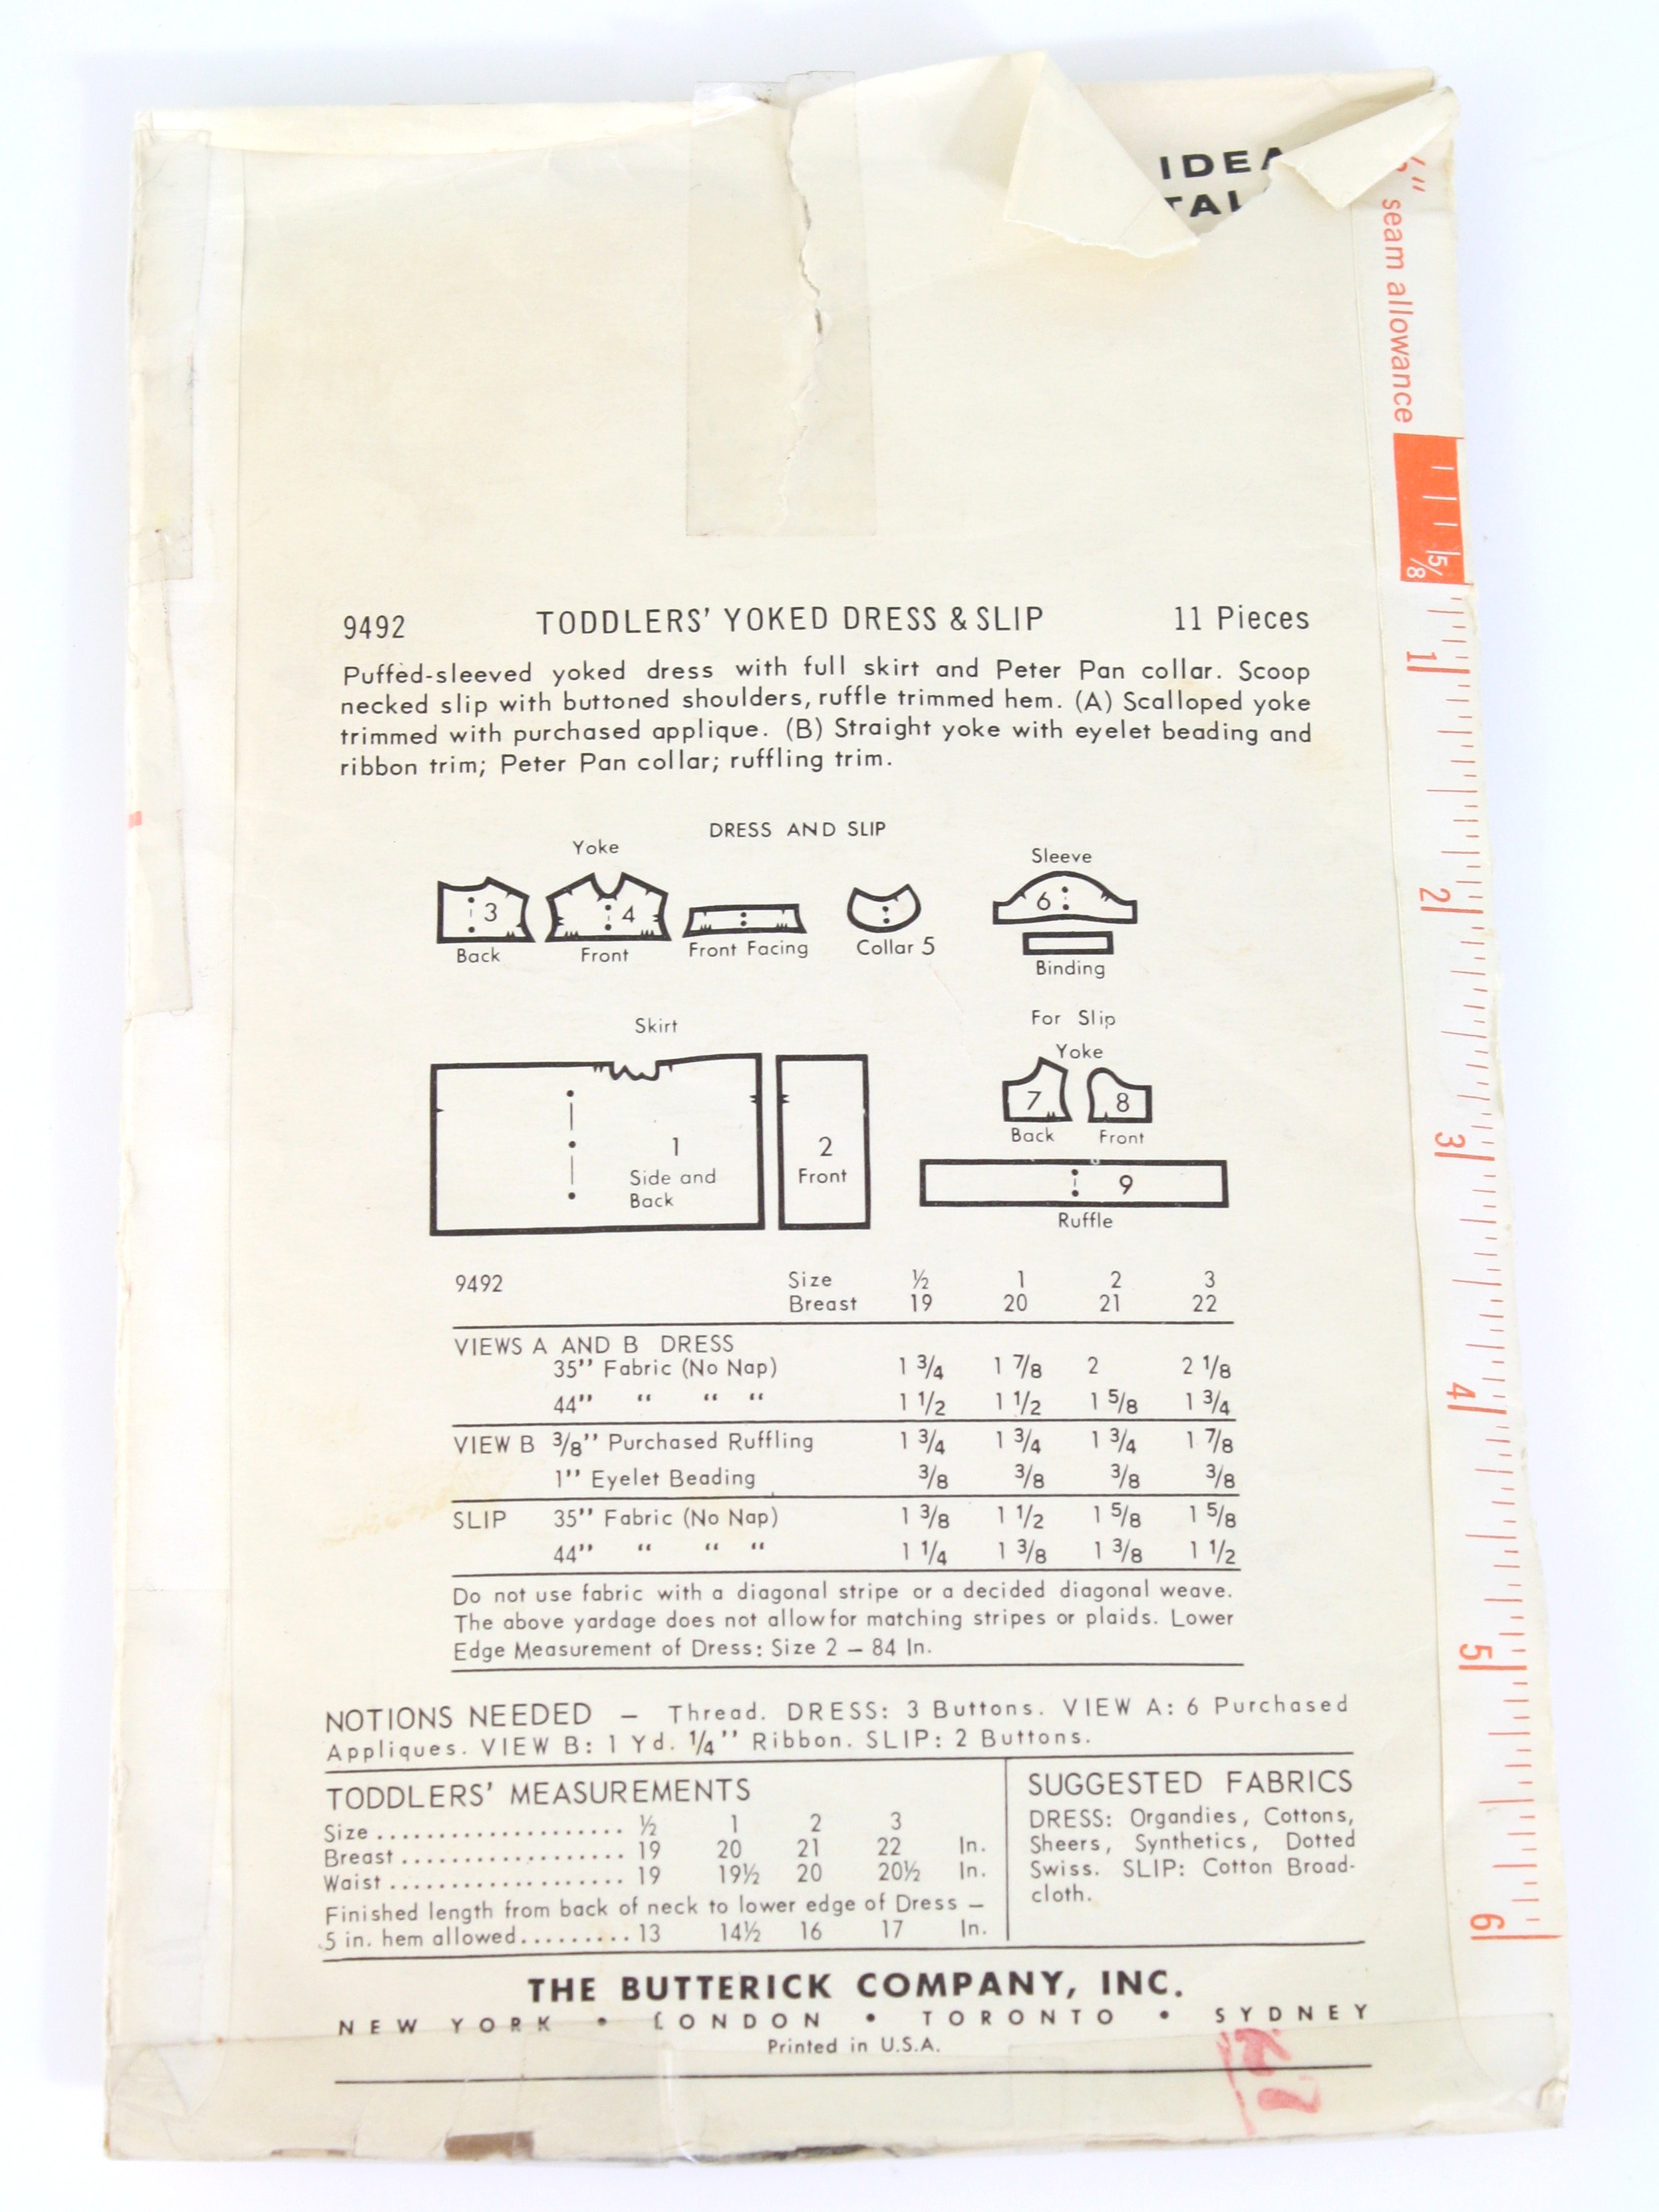 IDEA
TAL
" seam allowance
5/8
1
2
3
4
5
6
9492 TODDLERS' YOKED DRESS & SLIP 11 Pieces
Puffed-sleeved yoked dress with full skirt and Peter Pan collar. Scoop
necked slip with buttoned shoulders, ruffle trimmed hem. (A) Scalloped yoke
trimmed with purchased applique. (B) Straight yoke with eyelet beading and
ribbon trim; Peter Pan collar; ruffling trim.
DRESS AND SLIP
Yoke
Sleeve
3 4 6
Back Front Front Facing Collar 5
Binding
Skirt
For Slip
Yoke
7 8
Back Front
1 2
Side and Front
Back
9
Ruffle
9492 Size ½ 1 2 3
Breast 19 20 21 22
VIEWS A AND B DRESS
35" Fabric (No Nap) 1 3/4 1 7/8 2 2 1/8
44" " " " 1 1/2 1 1/2 1 5/8 1 3/4
VIEW B 3/8" Purchased Ruffling 1 3/4 1 3/4 1 3/4 1 7/8
1" Eyelet Beading 3/8 3/8 3/8 3/8
SLIP 35" Fabric (No Nap) 1 3/8 1 1/2 1 5/8 1 5/8
44" " " " 1 1/4 1 3/8 1 3/8 1 1/2
Do not use fabric with a diagonal stripe or a decided diagonal weave.
The above yardage does not allow for matching stripes or plaids. Lower
Edge Measurement of Dress: Size 2 – 84 In.
NOTIONS NEEDED – Thread. DRESS: 3 Buttons. VIEW A: 6 Purchased
Appliques. VIEW B: 1 Yd. 1/4" Ribbon. SLIP: 2 Buttons.
TODDLERS' MEASUREMENTS
Size ..................... ½ 1 2 3
Breast .................. 19 20 21 22 In.
Waist ................... 19 19½ 20 20½ In.
Finished length from back of neck to lower edge of Dress –
5 in. hem allowed......... 13 14½ 16 17 In.
SUGGESTED FABRICS
DRESS: Organdies, Cottons,
Sheers, Synthetics, Dotted
Swiss. SLIP: Cotton Broad-
cloth.
THE BUTTERICK COMPANY, INC.
NEW YORK • LONDON • TORONTO • SYDNEY
Printed in U.S.A.